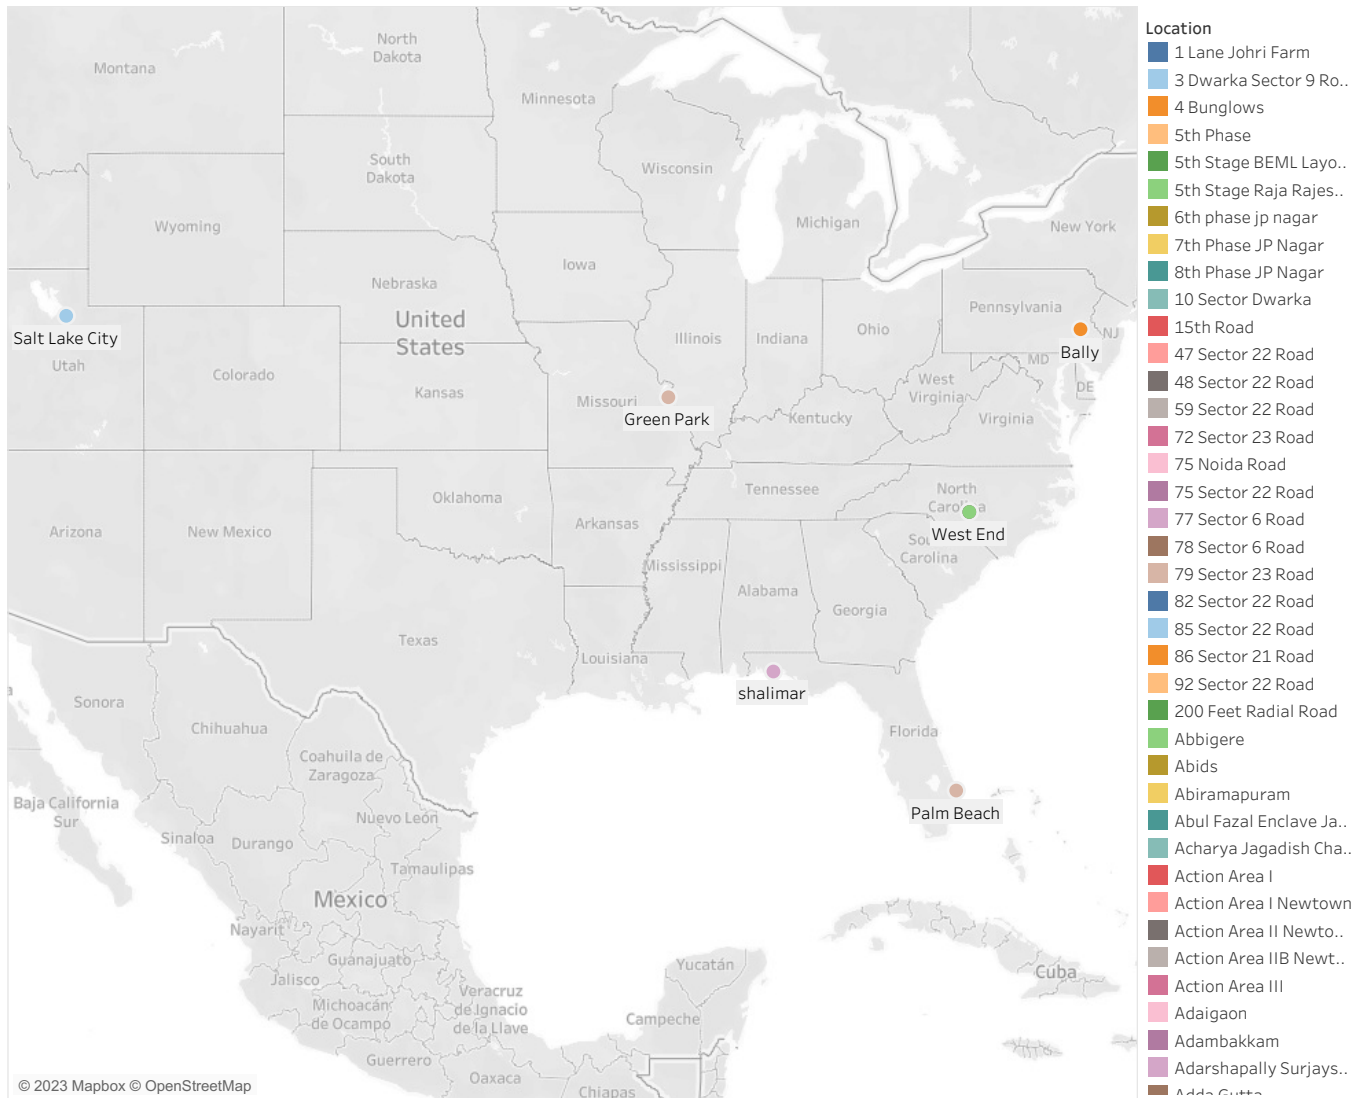 North
Dakota
Montana
Minnesota
South
Dakota
Wisconsin
Wyoming
Michigan
New York
Iowa
Nebraska
Pennsylvania
United
States
Salt Lake City
Utah
Illinois
Indiana
Ohio
NJ
Bally
MD
Colorado
Kansas
Missouri
Green Park
West
Virginia
DE
Kentucky
Virginia
Oklahoma
Tennessee
North
Carolina
Arizona
New Mexico
Arkansas
West End
Carolina
Mississippi
Alabama
Georgia
Texas
Louisiana
shalimar
Sonora
Chihuahua
Florida
Coahuila de
Zaragoza
Baja California
Sur
Nuevo León
Palm Beach
Sinaloa
Durango
Tamaulipas
Mexico
Nayarit
Guanajuato
Jalisco
Yucatán
Cuba
Michoacán
de Ocampo
Veracruz
de Ignacio
de la Llave
Campeche
Guerrero
Oaxaca
Chiapas
© 2023 Mapbox © OpenStreetMap
Location
1 Lane Johri Farm
3 Dwarka Sector 9 Ro..
4 Bunglows
5th Phase
5th Stage BEML Layo..
5th Stage Raja Rajes..
6th phase jp nagar
7th Phase JP Nagar
8th Phase JP Nagar
10 Sector Dwarka
15th Road
47 Sector 22 Road
48 Sector 22 Road
59 Sector 22 Road
72 Sector 23 Road
75 Noida Road
75 Sector 22 Road
77 Sector 6 Road
78 Sector 6 Road
79 Sector 23 Road
82 Sector 22 Road
85 Sector 22 Road
86 Sector 21 Road
92 Sector 22 Road
200 Feet Radial Road
Abbigere
Abids
Abiramapuram
Abul Fazal Enclave Ja..
Acharya Jagadish Cha..
Action Area I
Action Area I Newtown
Action Area II Newto..
Action Area IIB Newt..
Action Area III
Adaigaon
Adambakkam
Adarshapally Surjays..
Adda Gutta